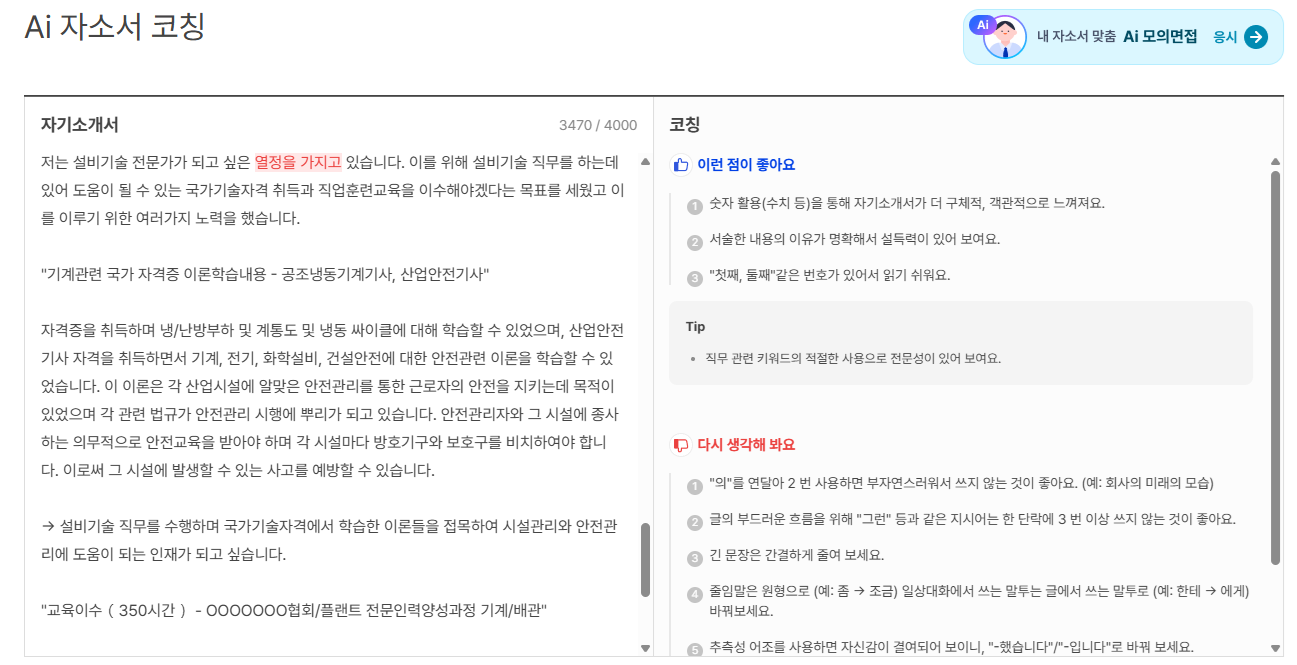 Ai 자소서 코칭
Ai
내 자소서 맞춤 Ai 모의면접 응시
자기소개서
3470 / 4000
저는 설비기술 전문가가 되고 싶은 열정을 가지고 있습니다. 이를 위해 설비기술 직무를 하는데
있어 도움이 될 수 있는 국가기술자격 취득과 직업훈련교육을 이수해야겠다는 목표를 세웠고 이
를 이루기 위한 여러가지 노력을 했습니다.
"기계관련 국가 자격증 이론학습내용 - 공조냉동기계기사, 산업안전기사"
자격증을 취득하며 냉/난방부하 및 계통도 및 냉동 싸이클에 대해 학습할 수 있었으며, 산업안전
기사 자격을 취득하면서 기계, 전기, 화학설비, 건설안전에 대한 안전관련 이론을 학습할 수 있
었습니다. 이 이론은 각 산업시설에 알맞은 안전관리를 통한 근로자의 안전을 지키는데 목적이
있었으며 각 관련 법규가 안전관리 시행에 뿌리가 되고 있습니다. 안전관리자와 그 시설에 종사
하는 의무적으로 안전교육을 받아야 하며 각 시설마다 방호기구와 보호구를 비치하여야 합니
다. 이로써 그 시설에 발생할 수 있는 사고를 예방할 수 있습니다.
→ 설비기술 직무를 수행하며 국가기술자격에서 학습한 이론들을 접목하여 시설관리와 안전관
리에 도움이 되는 인재가 되고 싶습니다.
"교육이수 ( 350시간 ) - OOOOOOO협회/플랜트 전문인력양성과정 기계/배관"
코칭
이런 점이 좋아요
1 숫자 활용(수치 등)을 통해 자기소개서가 더 구체적, 객관적으로 느껴져요.
2 서술한 내용의 이유가 명확해서 설득력이 있어 보여요.
3 "첫째, 둘째"같은 번호가 있어서 읽기 쉬워요.
Tip
• 직무 관련 키워드의 적절한 사용으로 전문성이 있어 보여요.
다시 생각해 봐요
1 "의"를 연달아 2 번 사용하면 부자연스러워서 쓰지 않는 것이 좋아요. (예: 회사의 미래의 모습)
2 글의 부드러운 흐름을 위해 "그런" 등과 같은 지시어는 한 단락에 3 번 이상 쓰지 않는 것이 좋아요.
3 긴 문장은 간결하게 줄여 보세요.
4 줄임말은 원형으로 (예: 좀 → 조금) 일상대화에서 쓰는 말투는 글에서 쓰는 말투로 (예: 한테 → 에게)
바꿔보세요.
5 추측성 어조를 사용하면 자신감이 결여되어 보이니, "-했습니다"/"-입니다"로 바꿔 보세요.